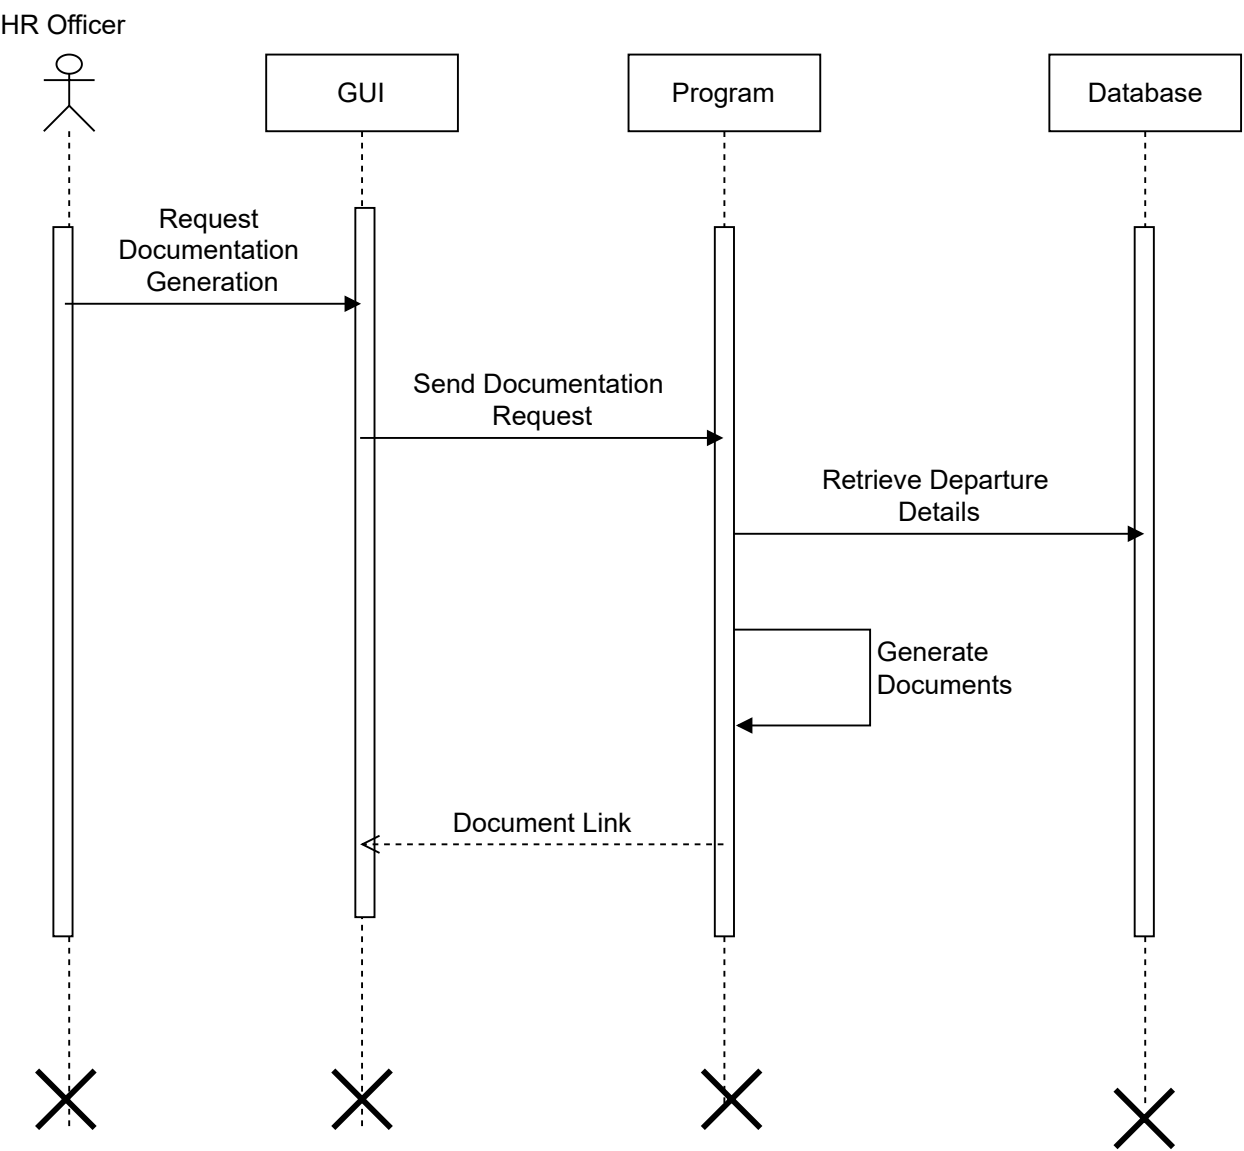 HR Officer
GUI
Program
Database
Request
Documentation
Generation
Send Documentation
Request
Retrieve Departure
Details
Generate
Documents
Document Link